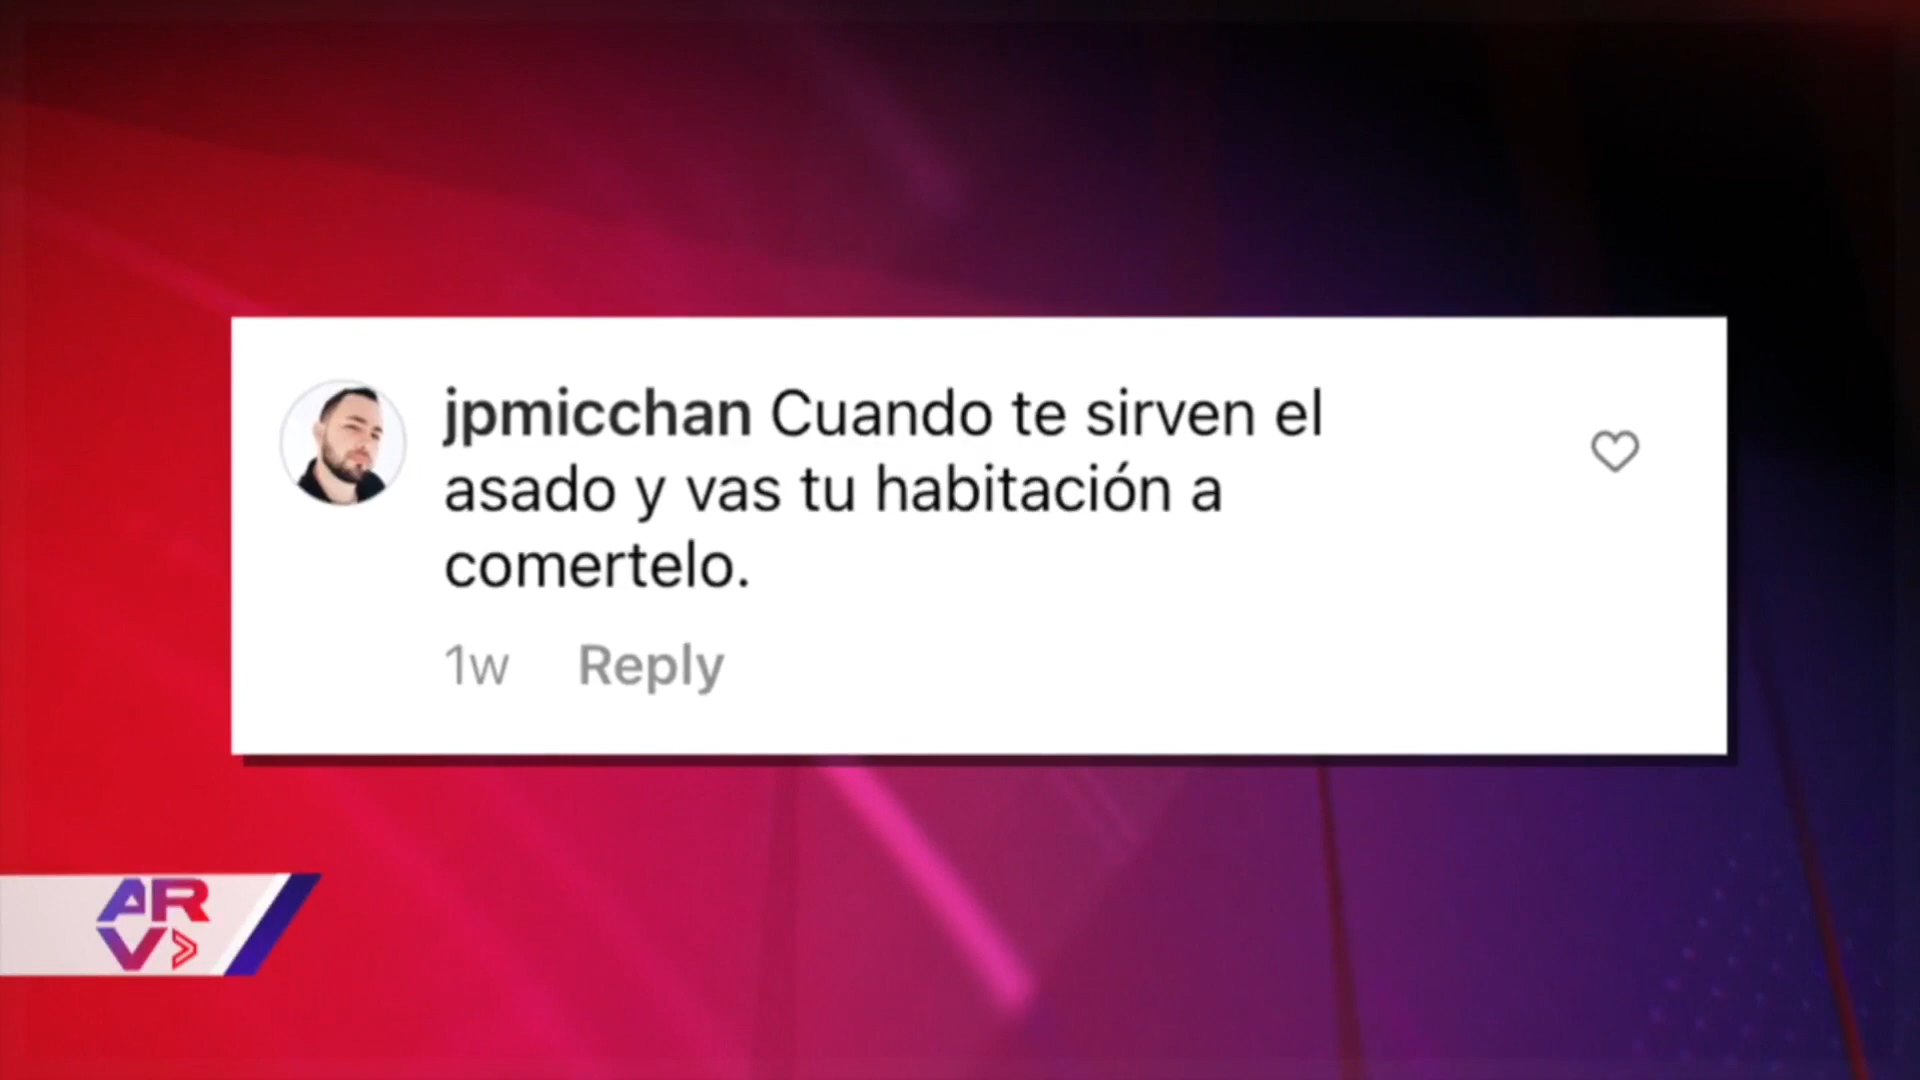 jpmicchan Cuando te sirven el
asado y vas tu habitación a
comertelo.
1w Reply
AR
V